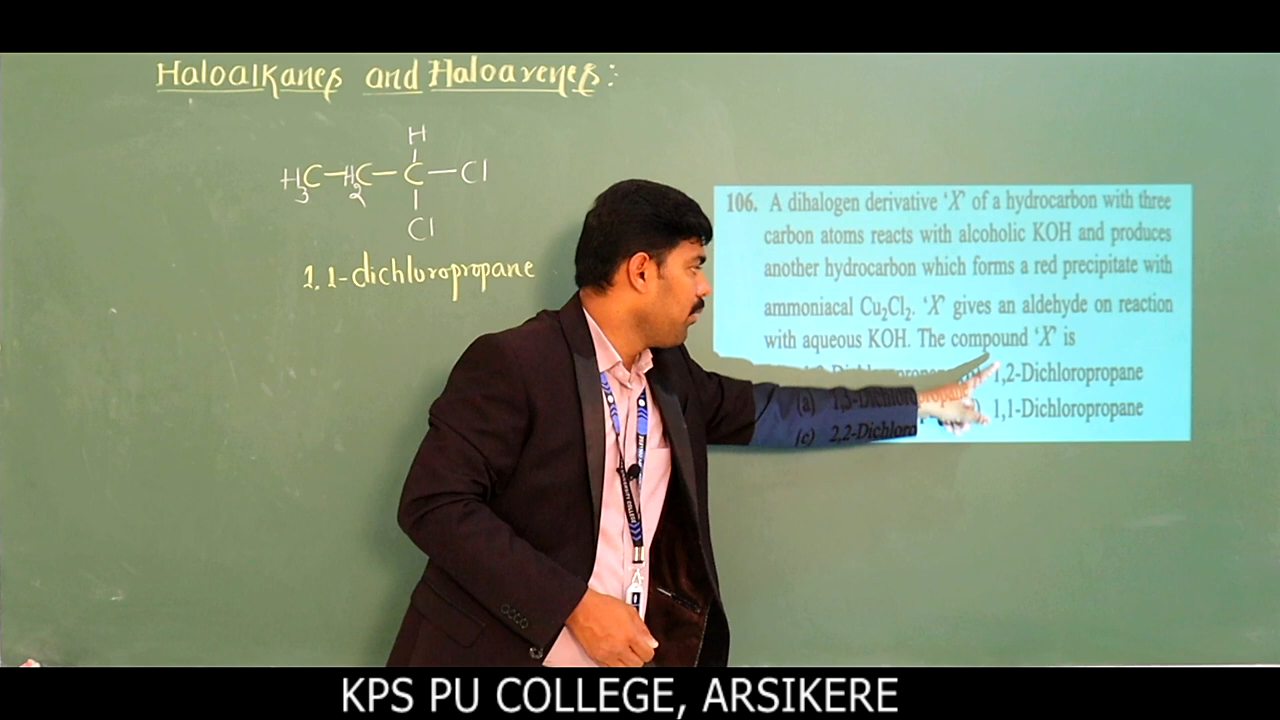 Haloalkanes and Haloarenes:
H
H3C—H2C—C—Cl
Cl
1,1-dichloropropane
106. A dihalogen derivative ‘X’ of a hydrocarbon with three
carbon atoms reacts with alcoholic KOH and produces
another hydrocarbon which forms a red precipitate with
ammoniacal Cu2Cl2. ‘X’ gives an aldehyde on reaction
with aqueous KOH. The compound ‘X’ is
(a) 1,3-Dichloropropane 1,2-Dichloropropane
(c) 2,2-Dichloro 1,1-Dichloropropane
KPS PU COLLEGE, ARSIKERE